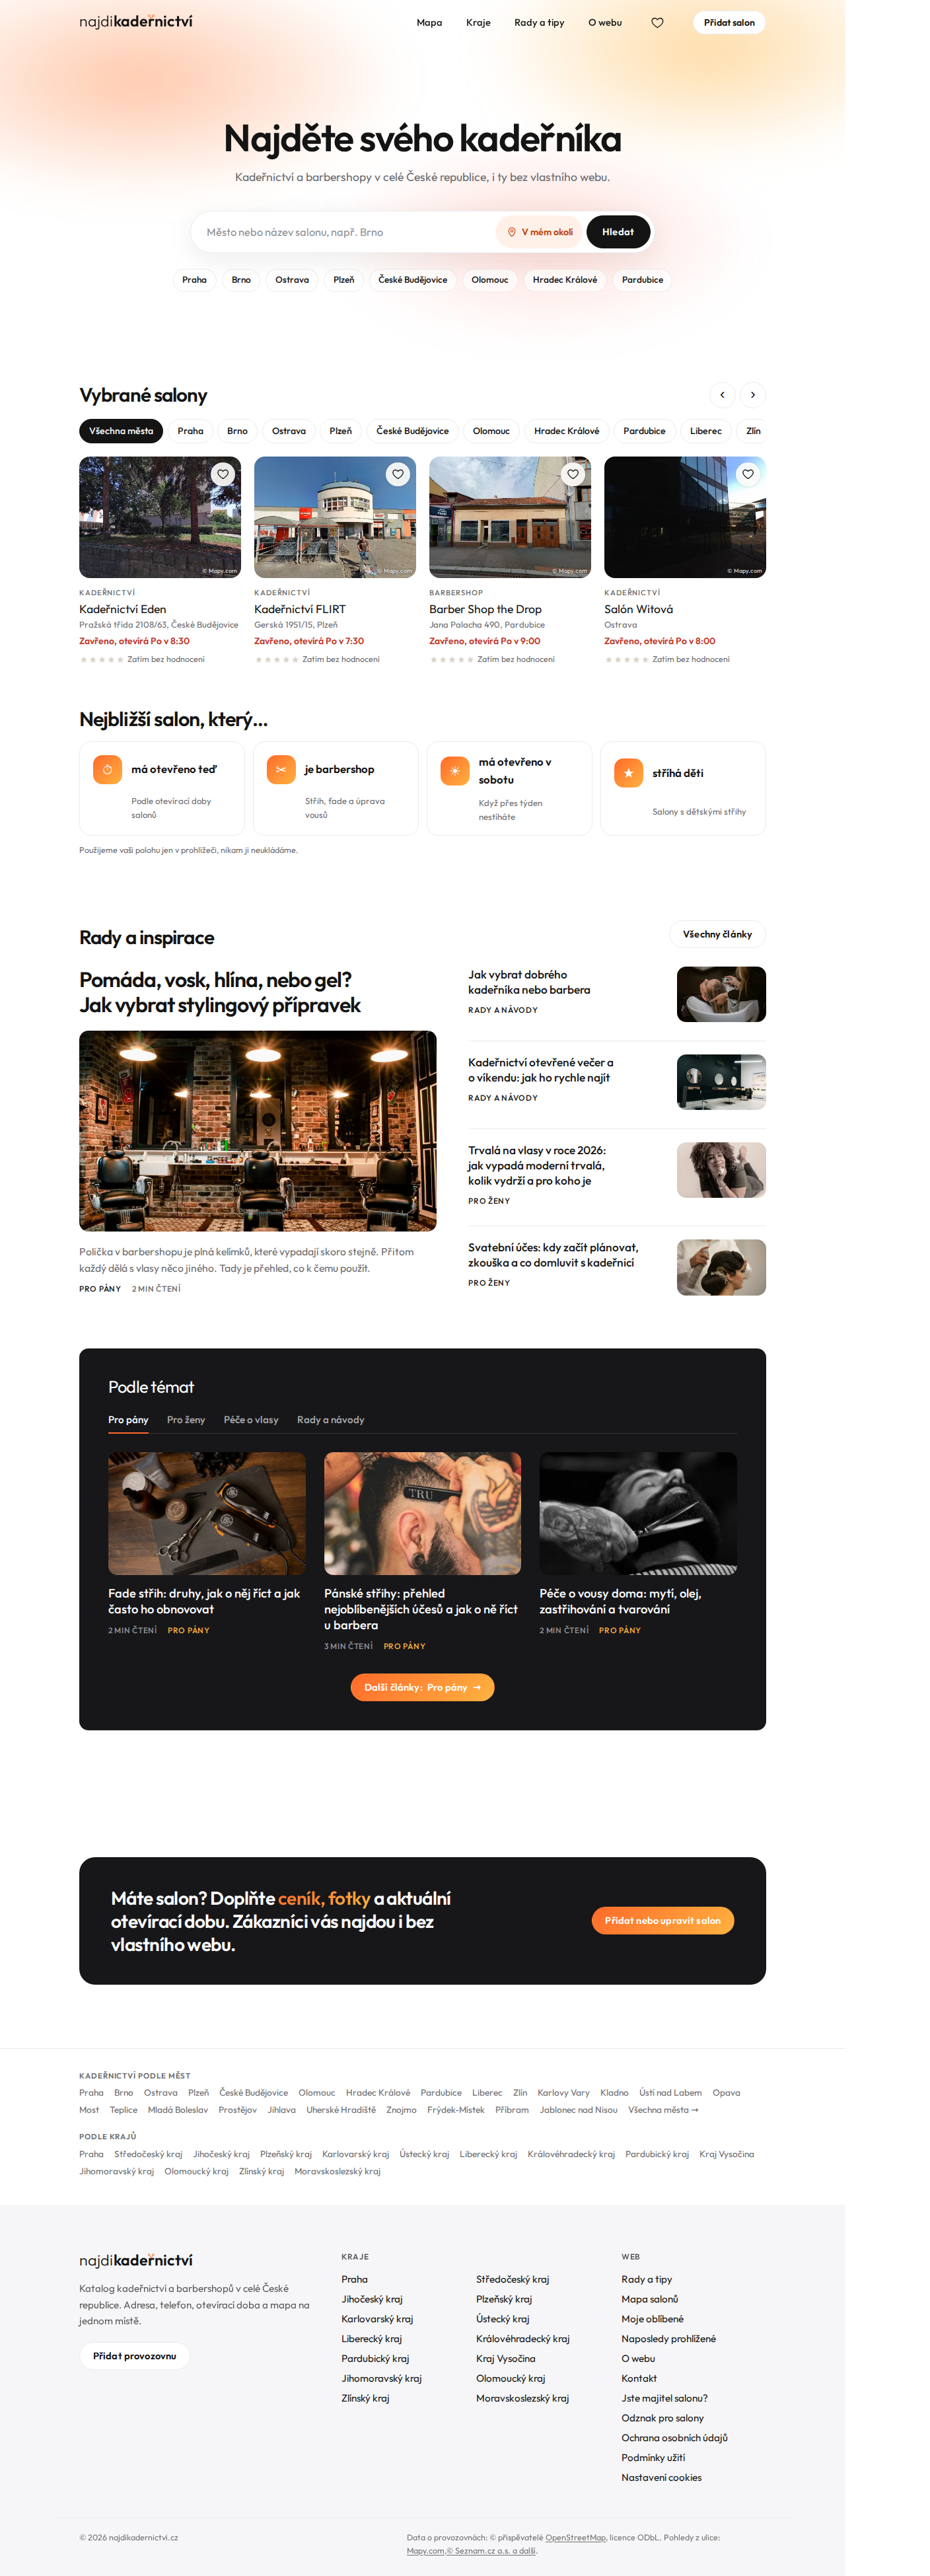 najdikadeřnictví
Mapa
Kraje
Rady a tipy
O webu
Přidat salon
Najděte svého kadeřníka
Kadeřnictví a barbershopy v celé České republice, i ty bez vlastního webu.
Město nebo název salonu, např. Brno
V mém okolí
Hledat
Praha
Brno
Ostrava
Plzeň
České Budějovice
Olomouc
Hradec Králové
Pardubice
Vybrané salony
Všechna města
Praha
Brno
Ostrava
Plzeň
České Budějovice
Olomouc
Hradec Králové
Pardubice
Liberec
Zlín
© Mapy.com
© Mapy.com
© Mapy.com
© Mapy.com
KADEŘNICTVÍ
Kadeřnictví Eden
Pražská třída 2108/63, České Budějovice
Zavřeno, otevírá Po v 8:30
Zatím bez hodnocení
KADEŘNICTVÍ
Kadeřnictví FLIRT
Gerská 1951/15, Plzeň
Zavřeno, otevírá Po v 7:30
Zatím bez hodnocení
BARBERSHOP
Barber Shop the Drop
Jana Palacha 490, Pardubice
Zavřeno, otevírá Po v 9:00
Zatím bez hodnocení
KADEŘNICTVÍ
Salón Witová
Ostrava
Zavřeno, otevírá Po v 8:00
Zatím bez hodnocení
Nejbližší salon, který…
má otevřeno teď
Podle otevírací doby
salonů
je barbershop
Střih, fade a úprava
vousů
má otevřeno v
sobotu
Když přes týden
nestíháte
stříhá děti
Salony s dětskými střihy
Použijeme vaši polohu jen v prohlížeči, nikam ji neukládáme.
Rady a inspirace
Všechny články
Pomáda, vosk, hlína, nebo gel?
Jak vybrat stylingový přípravek
Polička v barbershopu je plná kelímků, které vypadají skoro stejně. Přitom
každý dělá s vlasy něco jiného. Tady je přehled, co k čemu použít.
PRO PÁNY
2 MIN ČTENÍ
Jak vybrat dobrého
kadeřníka nebo barbera
RADY A NÁVODY
Kadeřnictví otevřené večer a
o víkendu: jak ho rychle najít
RADY A NÁVODY
Trvalá na vlasy v roce 2026:
jak vypadá moderní trvalá,
kolik vydrží a pro koho je
PRO ŽENY
Svatební účes: kdy začít plánovat,
zkouška a co domluvit s kadeřnicí
PRO ŽENY
Podle témat
Pro pány
Pro ženy
Péče o vlasy
Rady a návody
TRU
Fade střih: druhy, jak o něj říct a jak
často ho obnovovat
2 MIN ČTENÍ
PRO PÁNY
Pánské střihy: přehled
nejoblíbenějších účesů a jak o ně říct
u barbera
3 MIN ČTENÍ
PRO PÁNY
Péče o vousy doma: mytí, olej,
zastřihování a tvarování
2 MIN ČTENÍ
PRO PÁNY
Další články: Pro pány →
Máte salon? Doplňte ceník, fotky a aktuální
otevírací dobu. Zákazníci vás najdou i bez
vlastního webu.
Přidat nebo upravit salon
KADEŘNICTVÍ PODLE MĚST
Praha Brno Ostrava Plzeň České Budějovice Olomouc Hradec Králové Pardubice Liberec Zlín Karlovy Vary Kladno Ústí nad Labem Opava
Most Teplice Mladá Boleslav Prostějov Jihlava Uherské Hradiště Znojmo Frýdek-Místek Příbram Jablonec nad Nisou Všechna města →
PODLE KRAJŮ
Praha Středočeský kraj Jihočeský kraj Plzeňský kraj Karlovarský kraj Ústecký kraj Liberecký kraj Královéhradecký kraj Pardubický kraj Kraj Vysočina
Jihomoravský kraj Olomoucký kraj Zlínský kraj Moravskoslezský kraj
najdikadeřnictví
Katalog kadeřnictví a barbershopů v celé České
republice. Adresa, telefon, otevírací doba a mapa na
jednom místě.
Přidat provozovnu
KRAJE
Praha
Jihočeský kraj
Karlovarský kraj
Liberecký kraj
Pardubický kraj
Jihomoravský kraj
Zlínský kraj
Středočeský kraj
Plzeňský kraj
Ústecký kraj
Královéhradecký kraj
Kraj Vysočina
Olomoucký kraj
Moravskoslezský kraj
WEB
Rady a tipy
Mapa salonů
Moje oblíbené
Naposledy prohlížené
O webu
Kontakt
Jste majitel salonu?
Odznak pro salony
Ochrana osobních údajů
Podmínky užití
Nastavení cookies
© 2026 najdikadernictvi.cz
Data o provozovnách: © přispěvatelé OpenStreetMap, licence ODbL. Pohledy z ulice:
Mapy.com,© Seznam.cz a.s. a další.